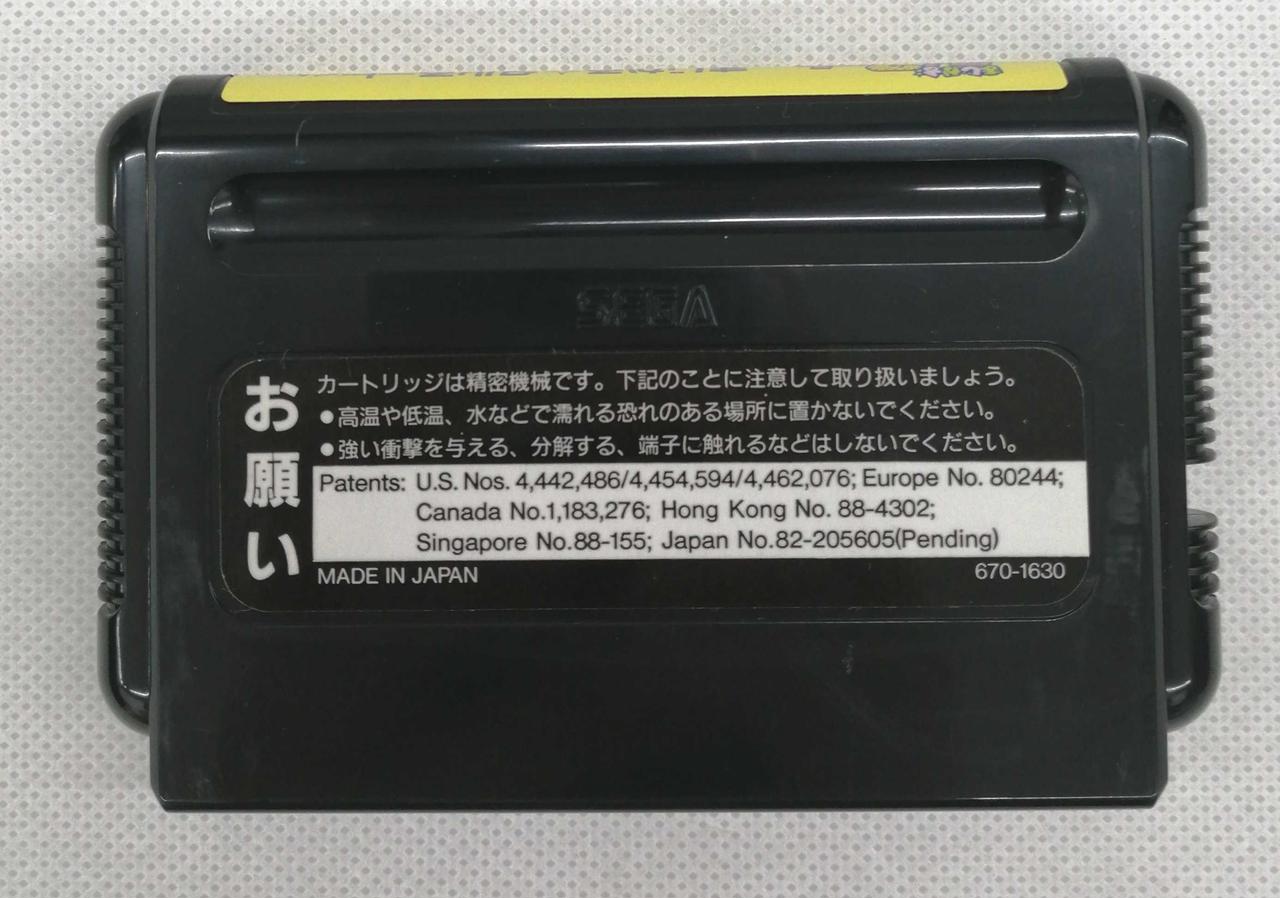 SEGA
お願い
カートリッジは精密機械です。下記のことに注意して取り扱いましょう。
●高温や低温、水などで濡れる恐れのある場所に置かないでください。
●強い衝撃を与える、分解する、端子に触れるなどはしないでください。
Patents: U.S. Nos. 4,442,486/4,454,594/4,462,076; Europe No. 80244;
Canada No.1,183,276; Hong Kong No. 88-4302;
Singapore No.88-155; Japan No.82-205605(Pending)
MADE IN JAPAN 670-1630